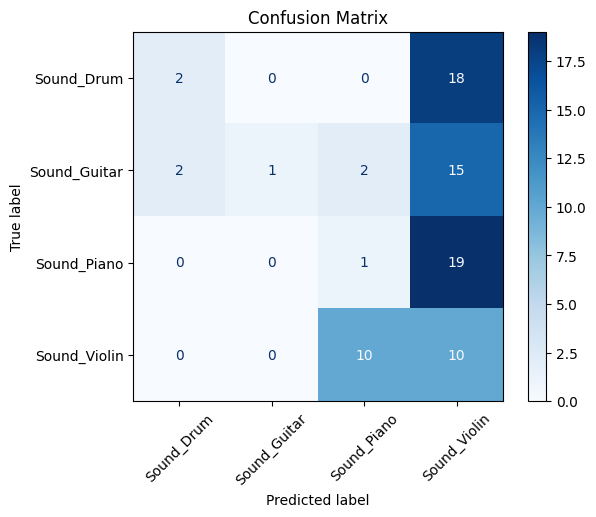 Confusion Matrix
True label
Sound_Drum 2 0 0 18
Sound_Guitar 2 1 2 15
Sound_Piano 0 0 1 19
Sound_Violin 0 0 10 10
Sound_Drum Sound_Guitar Sound_Piano Sound_Violin
Predicted label
17.5
15.0
12.5
10.0
7.5
5.0
2.5
0.0